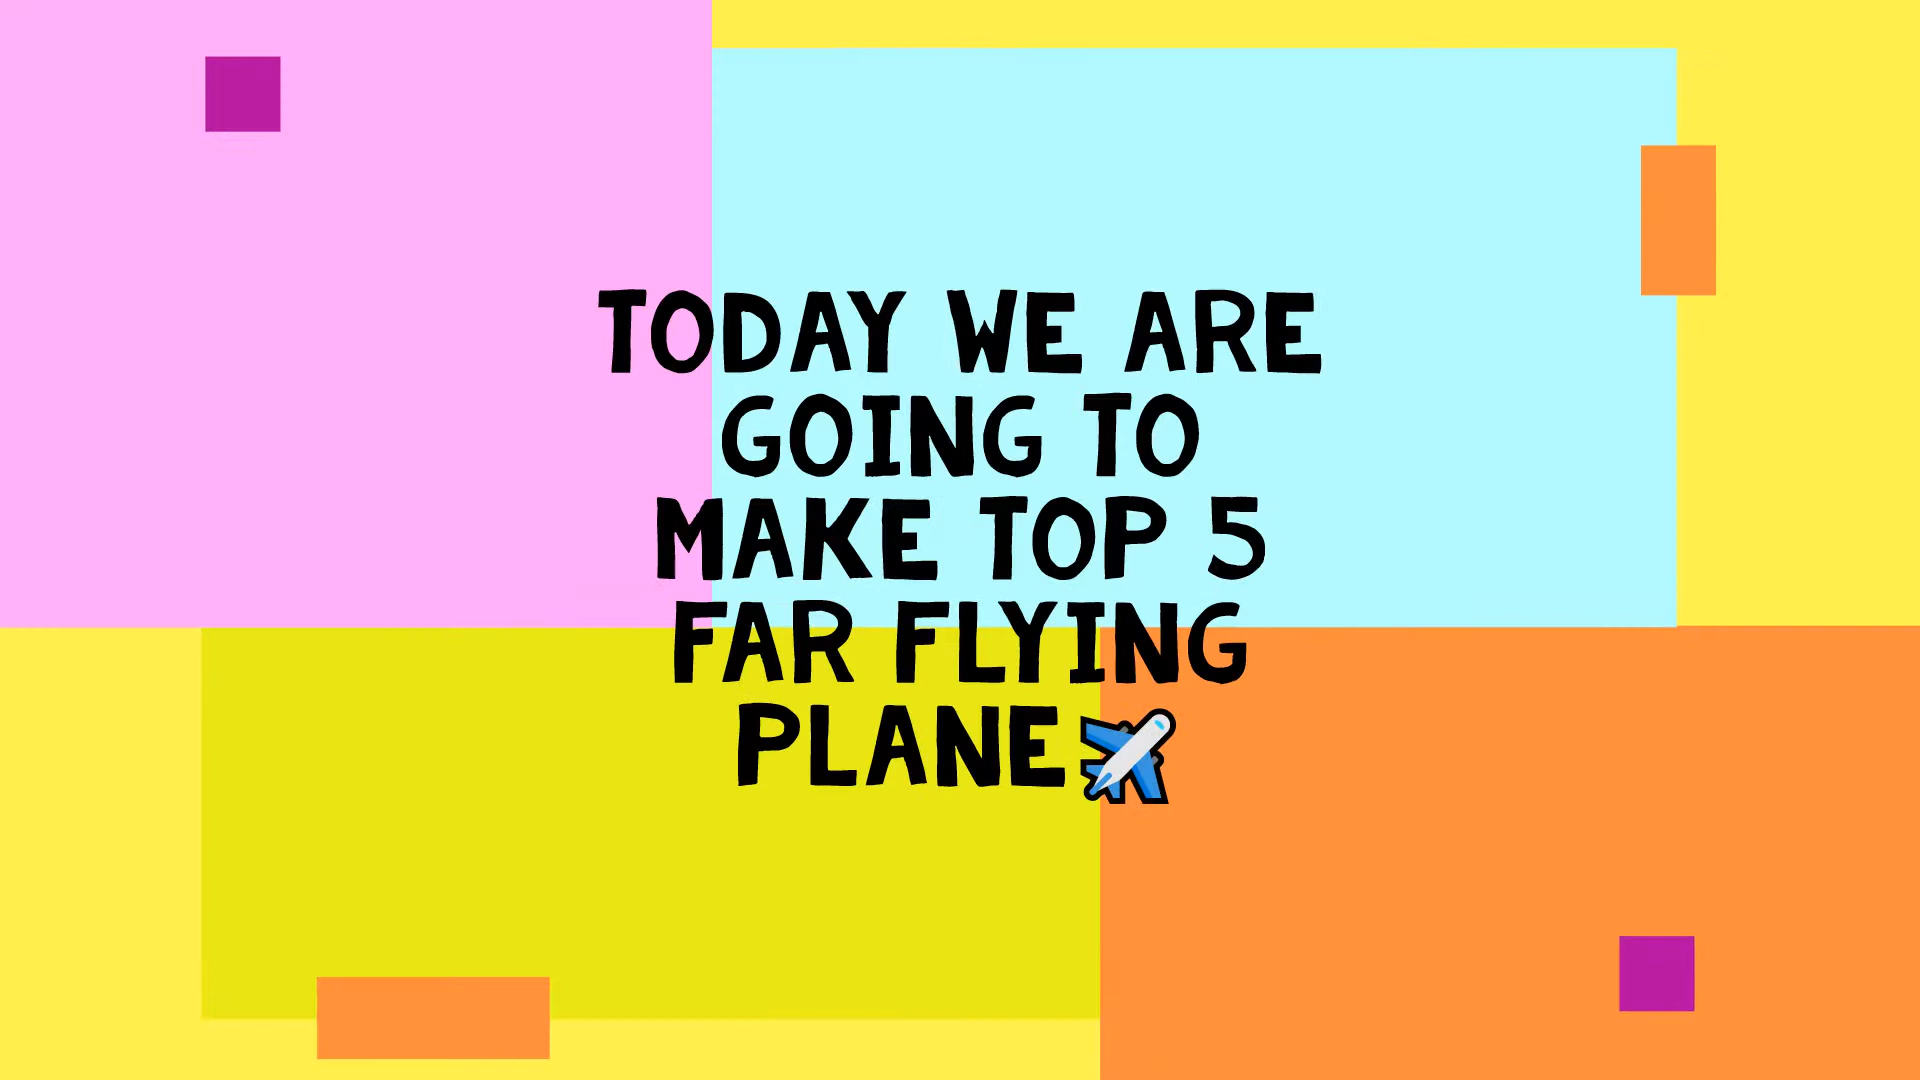 TODAY WE ARE
GOING TO
MAKE TOP 5
FAR FLYING
PLANE✈️